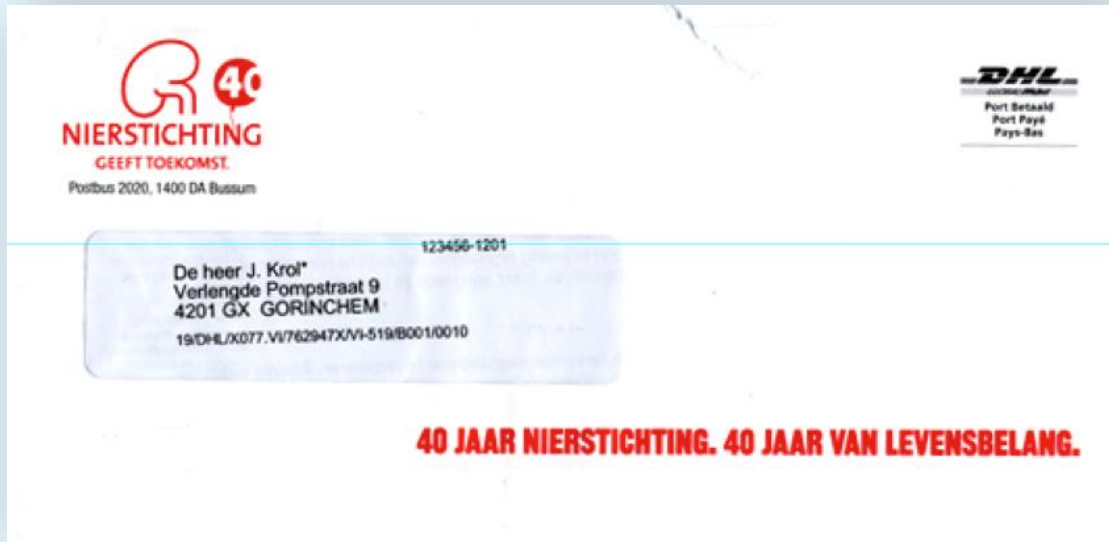 40
NIERSTICHTING
GEEFT TOEKOMST.
Postbus 2020, 1400 DA Bussum
DHL
Port Betaald
Port Payé
Pays-Bas
123456-1201
De heer J. Krol*
Verlengde Pompstraat 9
4201 GX GORINCHEM
19/DHL/X077.VI/762947X/VI-519/B001/0010
40 JAAR NIERSTICHTING. 40 JAAR VAN LEVENSBELANG.